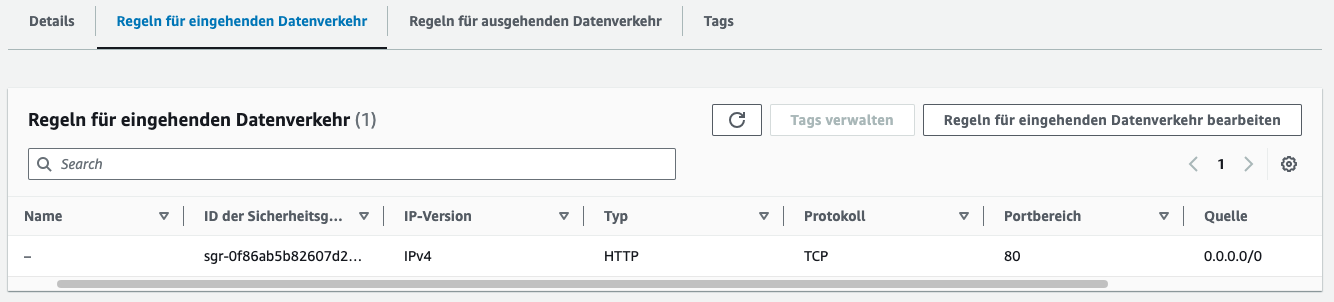 Details Regeln für eingehenden Datenverkehr Regeln für ausgehenden Datenverkehr Tags
Regeln für eingehenden Datenverkehr (1) Tags verwalten Regeln für eingehenden Datenverkehr bearbeiten
Search 1
Name ID der Sicherheitsg... IP-Version Typ Protokoll Portbereich Quelle
– sgr-0f86ab5b82607d2... IPv4 HTTP TCP 80 0.0.0.0/0